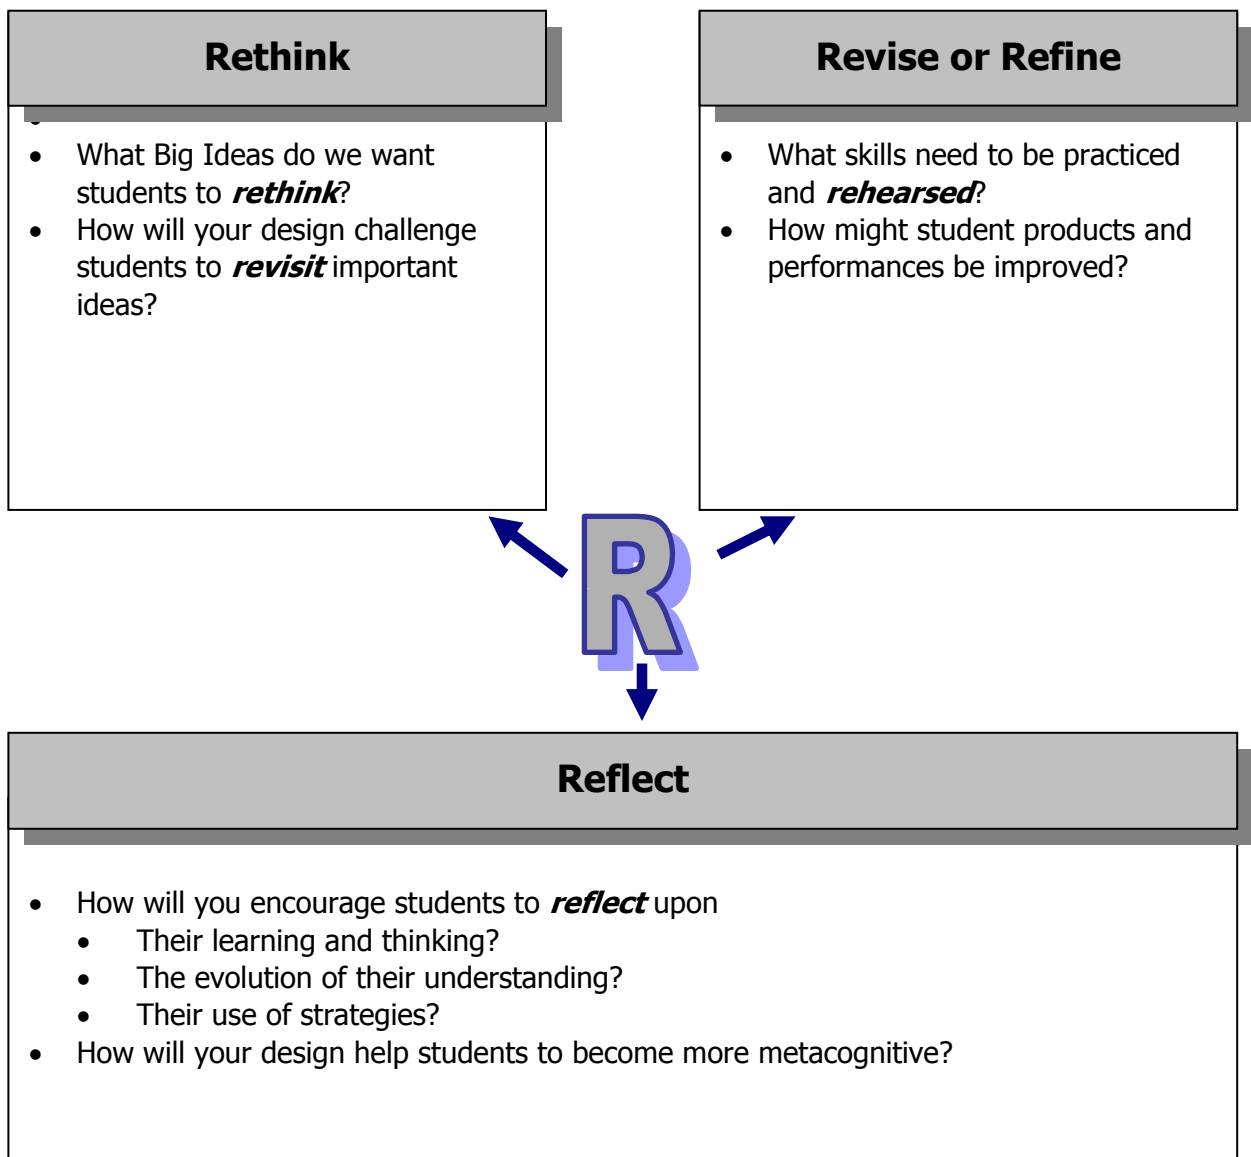 Rethink
• What Big Ideas do we want
students to rethink?
• How will your design challenge
students to revisit important
ideas?
Revise or Refine
• What skills need to be practiced
and rehearsed?
• How might student products and
performances be improved?
R
Reflect
• How will you encourage students to reflect upon
• Their learning and thinking?
• The evolution of their understanding?
• Their use of strategies?
• How will your design help students to become more metacognitive?